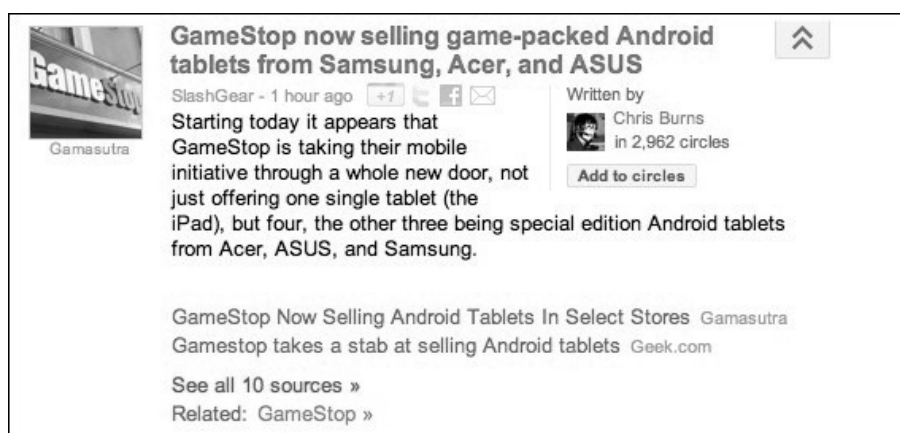 GameStop
Gamasutra
GameStop now selling game-packed Android
tablets from Samsung, Acer, and ASUS
SlashGear - 1 hour ago +1
Written by
Chris Burns
in 2,962 circles
Add to circles
Starting today it appears that
GameStop is taking their mobile
initiative through a whole new door, not
just offering one single tablet (the
iPad), but four, the other three being special edition Android tablets
from Acer, ASUS, and Samsung.
GameStop Now Selling Android Tablets In Select Stores Gamasutra
Gamestop takes a stab at selling Android tablets Geek.com
See all 10 sources »
Related: GameStop »